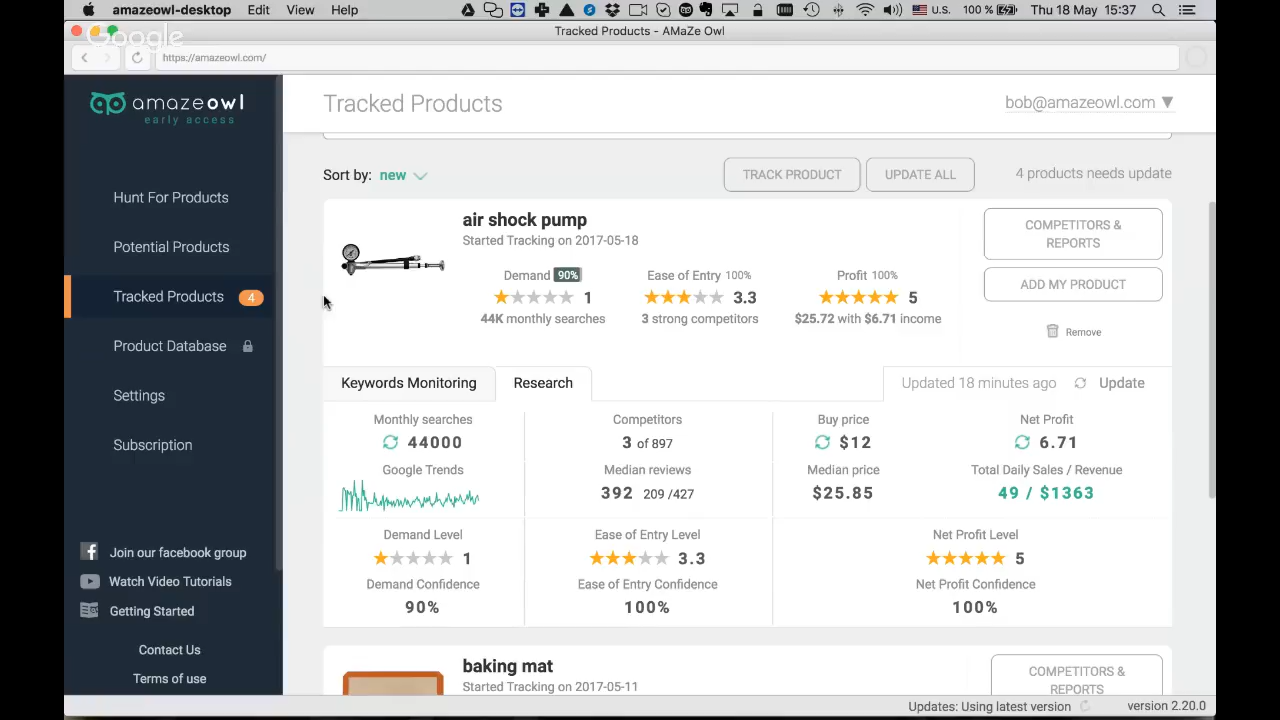 amazeowl-desktop Edit View Help U.S. 100 % Thu 18 May 15:37
Tracked Products - AMaZe Owl
Google
https://amazeowl.com/
amazeowl
early access
Hunt For Products
Potential Products
Tracked Products 4
Product Database
Settings
Subscription
Join our facebook group
Watch Video Tutorials
Getting Started
Contact Us
Terms of use
Tracked Products
bob@amazeowl.com ▼
Sort by: new
TRACK PRODUCT
UPDATE ALL
4 products needs update
air shock pump
Started Tracking on 2017-05-18
Demand 90%
1
44K monthly searches
Ease of Entry 100%
3.3
3 strong competitors
Profit 100%
5
$25.72 with $6.71 income
COMPETITORS &
REPORTS
ADD MY PRODUCT
Remove
Keywords Monitoring
Research
Updated 18 minutes ago
Update
Monthly searches
44000
Google Trends
Demand Level
1
Demand Confidence
90%
Competitors
3 of 897
Median reviews
392 209 /427
Ease of Entry Level
3.3
Ease of Entry Confidence
100%
Buy price
$12
Median price
$25.85
Net Profit
6.71
Total Daily Sales / Revenue
49 / $1363
Net Profit Level
5
Net Profit Confidence
100%
baking mat
Started Tracking on 2017-05-11
COMPETITORS &
REPORTS
Updates: Using latest version
version 2.20.0